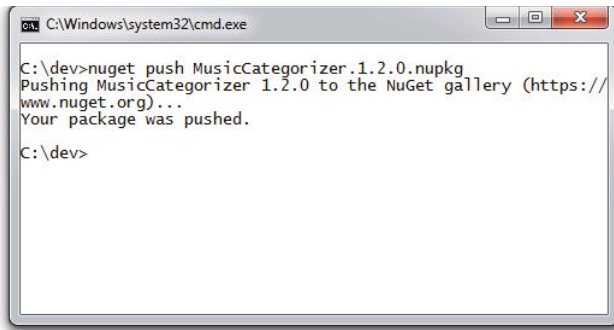 C:\Windows\system32\cmd.exe
C:\dev>nuget push MusicCategorizer.1.2.0.nupkg
Pushing MusicCategorizer 1.2.0 to the NuGet gallery (https://
www.nuget.org)...
Your package was pushed.
C:\dev>